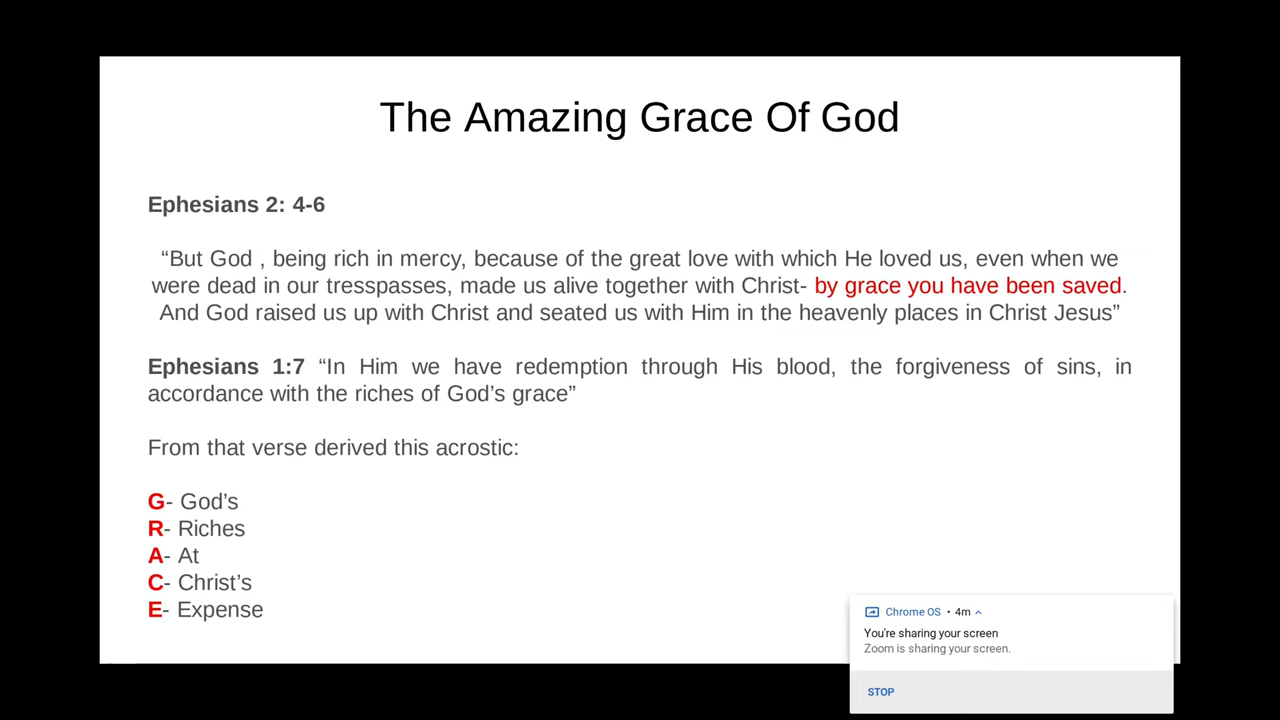 The Amazing Grace Of God
Ephesians 2: 4-6
“But God , being rich in mercy, because of the great love with which He loved us, even when we
were dead in our tresspasses, made us alive together with Christ- by grace you have been saved.
And God raised us up with Christ and seated us with Him in the heavenly places in Christ Jesus”
Ephesians 1:7 “In Him we have redemption through His blood, the forgiveness of sins, in
accordance with the riches of God’s grace”
From that verse derived this acrostic:
G- God’s
R- Riches
A- At
C- Christ’s
E- Expense
Chrome OS • 4m
You're sharing your screen
Zoom is sharing your screen.
STOP